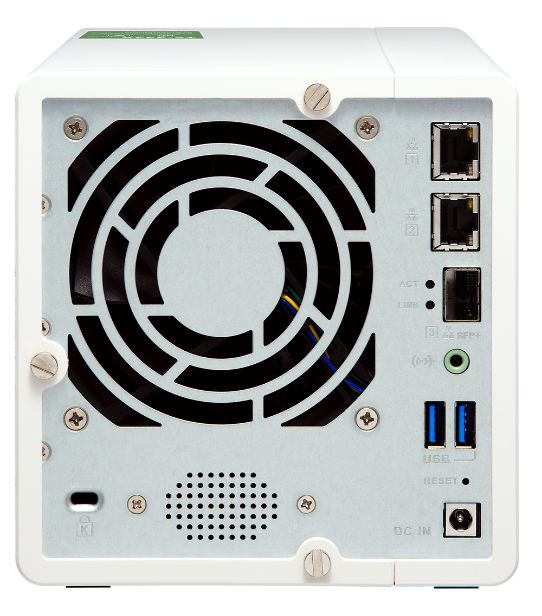 1
2
ACT
LINK
3 SFP+
USB
RESET
DC IN
K